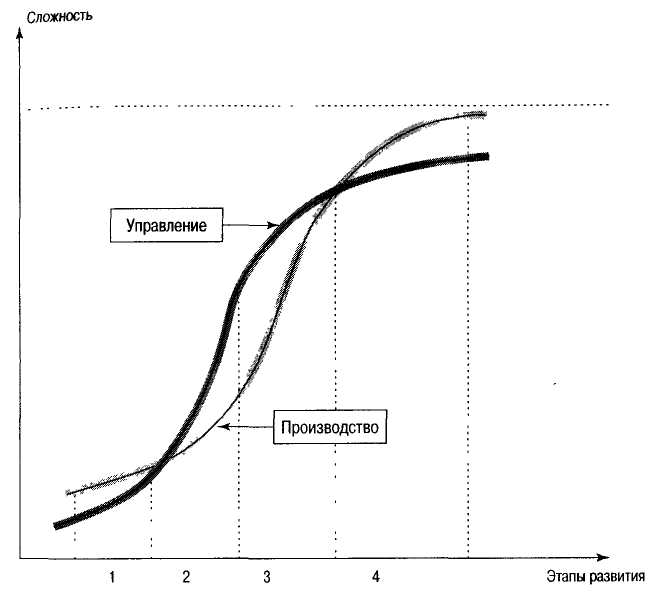 Сложность
Управление
Производство
1 2 3 4 Этапы развития